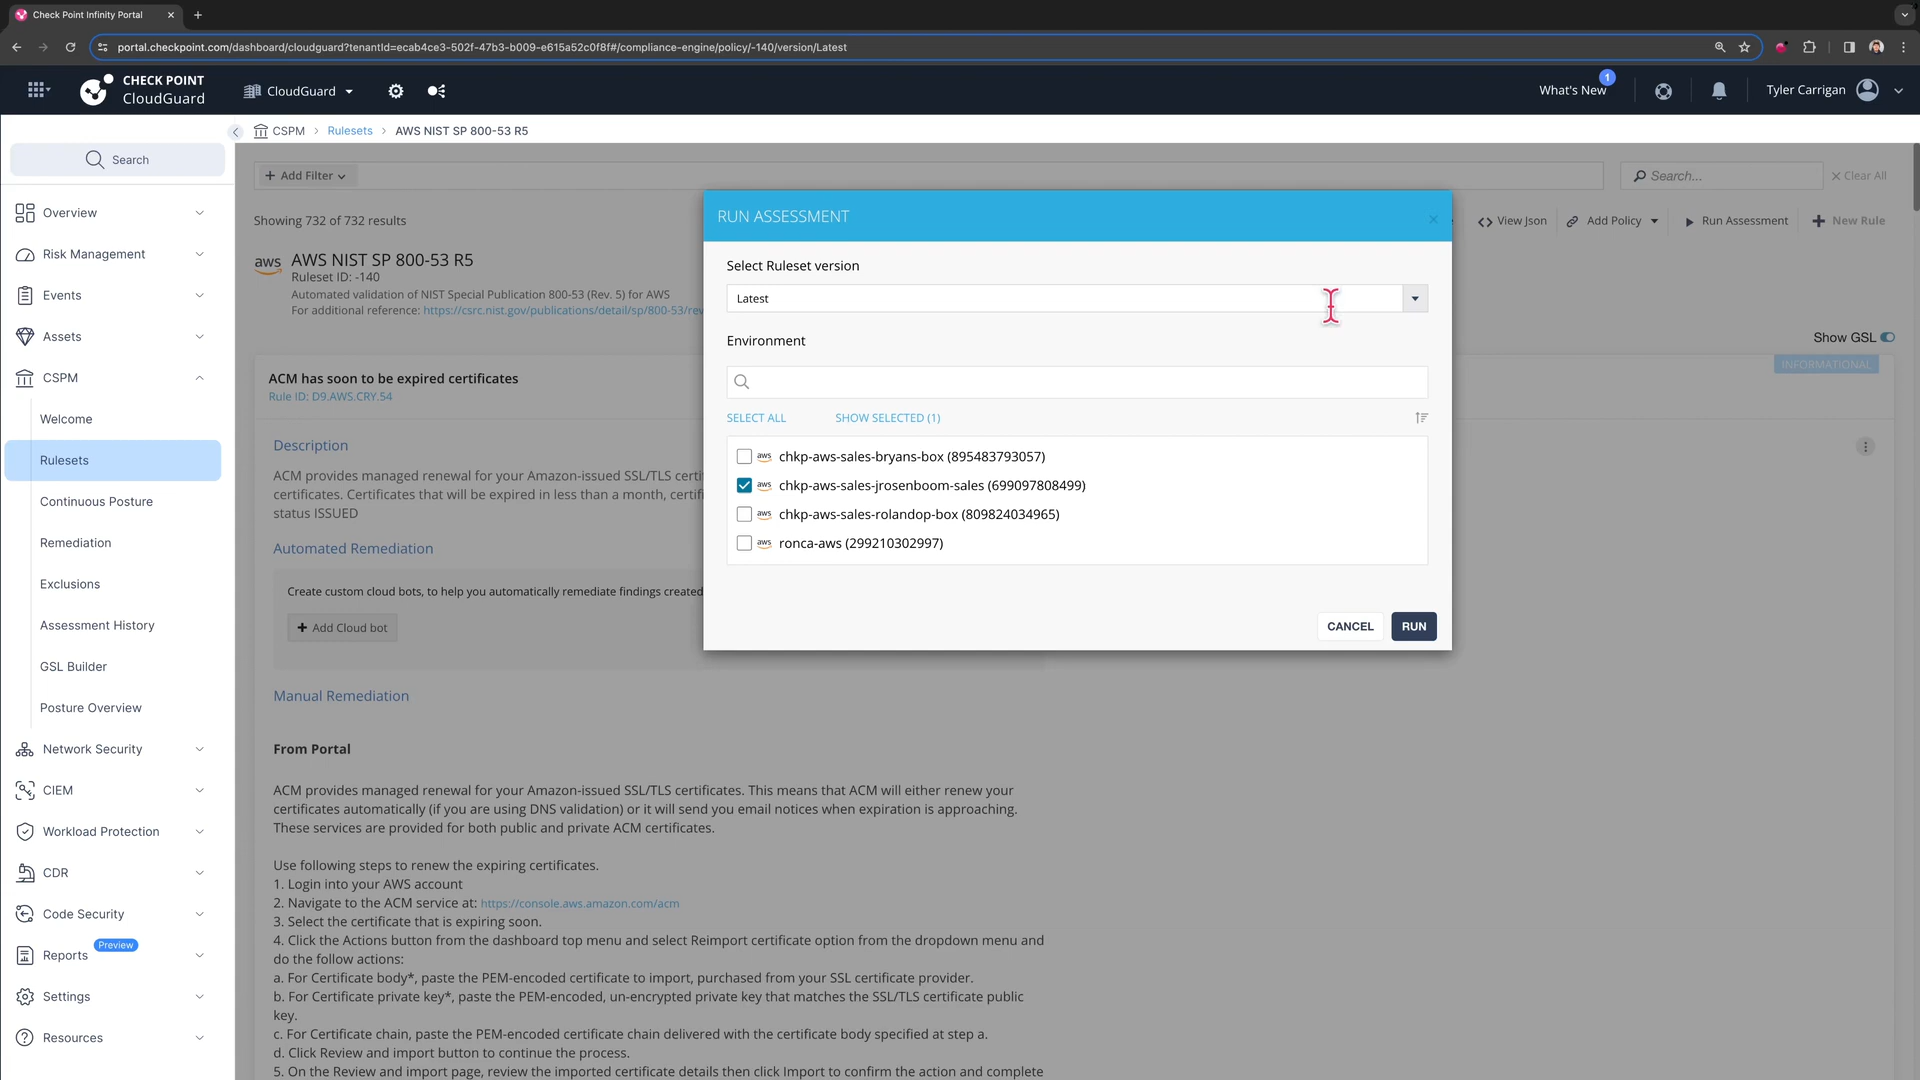 Check Point Infinity Portal
portal.checkpoint.com/dashboard/cloudguard?tenantId=ecab4ce3-502f-47b3-b009-e615a52c0f8f#/compliance-engine/policy/-140/version/Latest
CHECK POINT
CloudGuard
CloudGuard
What's New
1
Tyler Carrigan
CSPM > Rulesets > AWS NIST SP 800-53 R5
Search
Overview
Risk Management
Events
Assets
CSPM
Welcome
Rulesets
Continuous Posture
Remediation
Exclusions
Assessment History
GSL Builder
Posture Overview
Network Security
CIEM
Workload Protection
CDR
Code Security
Reports
Preview
Settings
Resources
+ Add Filter
Search...
Clear All
Showing 732 of 732 results
View Json
Add Policy
Run Assessment
New Rule
aws
AWS NIST SP 800-53 R5
Ruleset ID: -140
Automated validation of NIST Special Publication 800-53 (Rev. 5) for AWS
For additional reference: https://csrc.nist.gov/publications/detail/sp/800-53/rev
Show GSL
INFORMATIONAL
ACM has soon to be expired certificates
Rule ID: D9.AWS.CRY.54
Description
ACM provides managed renewal for your Amazon-issued SSL/TLS certi
certificates. Certificates that will be expired in less than a month, certif
status ISSUED
Automated Remediation
Create custom cloud bots, to help you automatically remediate findings created
+ Add Cloud bot
Manual Remediation
From Portal
ACM provides managed renewal for your Amazon-issued SSL/TLS certificates. This means that ACM will either renew your
certificates automatically (if you are using DNS validation) or it will send you email notices when expiration is approaching.
These services are provided for both public and private ACM certificates.
Use following steps to renew the expiring certificates.
1. Login into your AWS account
2. Navigate to the ACM service at: https://console.aws.amazon.com/acm
3. Select the certificate that is expiring soon.
4. Click the Actions button from the dashboard top menu and select Reimport certificate option from the dropdown menu and
do the follow actions:
a. For Certificate body*, paste the PEM-encoded certificate to import, purchased from your SSL certificate provider.
b. For Certificate private key*, paste the PEM-encoded, un-encrypted private key that matches the SSL/TLS certificate public
key.
c. For Certificate chain, paste the PEM-encoded certificate chain delivered with the certificate body specified at step a.
d. Click Review and import button to continue the process.
5. On the Review and import page, review the imported certificate details then click Import to confirm the action and complete
RUN ASSESSMENT
Select Ruleset version
Latest
Environment
SELECT ALL
SHOW SELECTED (1)
aws chkp-aws-sales-bryans-box (895483793057)
aws chkp-aws-sales-jrosenboom-sales (699097808499)
aws chkp-aws-sales-rolandop-box (809824034965)
aws ronca-aws (299210302997)
CANCEL
RUN